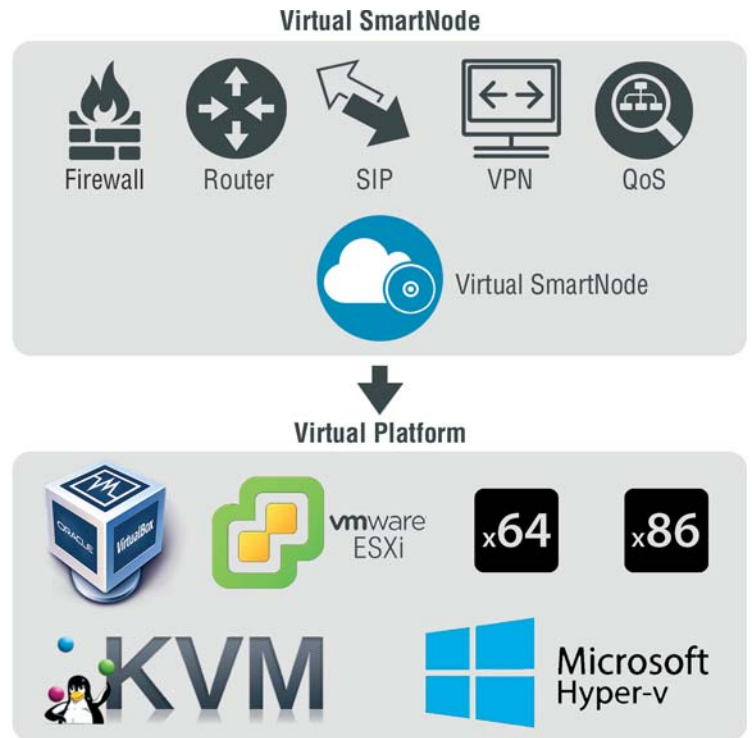 Virtual SmartNode
Firewall
Router
SIP
VPN
QoS
Virtual SmartNode
Virtual Platform
ORACLE
VirtualBox
vmware
ESXi
x64
x86
KVM
Microsoft
Hyper-v